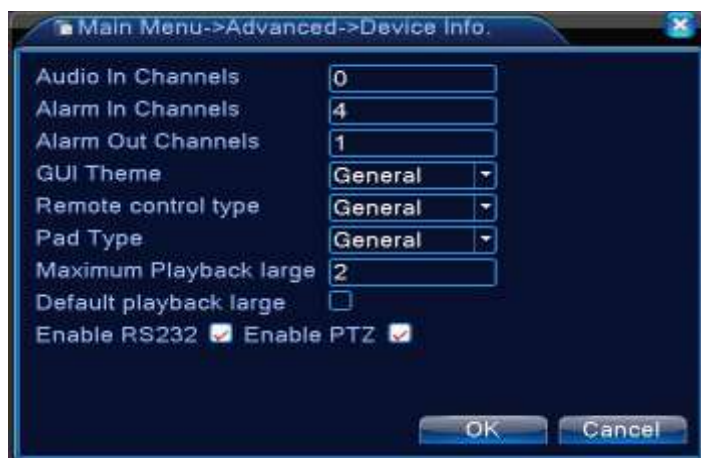 Main Menu->Advanced->Device Info.
Audio In Channels 0
Alarm In Channels 4
Alarm Out Channels 1
GUI Theme General
Remote control type General
Pad Type General
Maximum Playback large 2
Default playback large
Enable RS232 Enable PTZ
OK Cancel